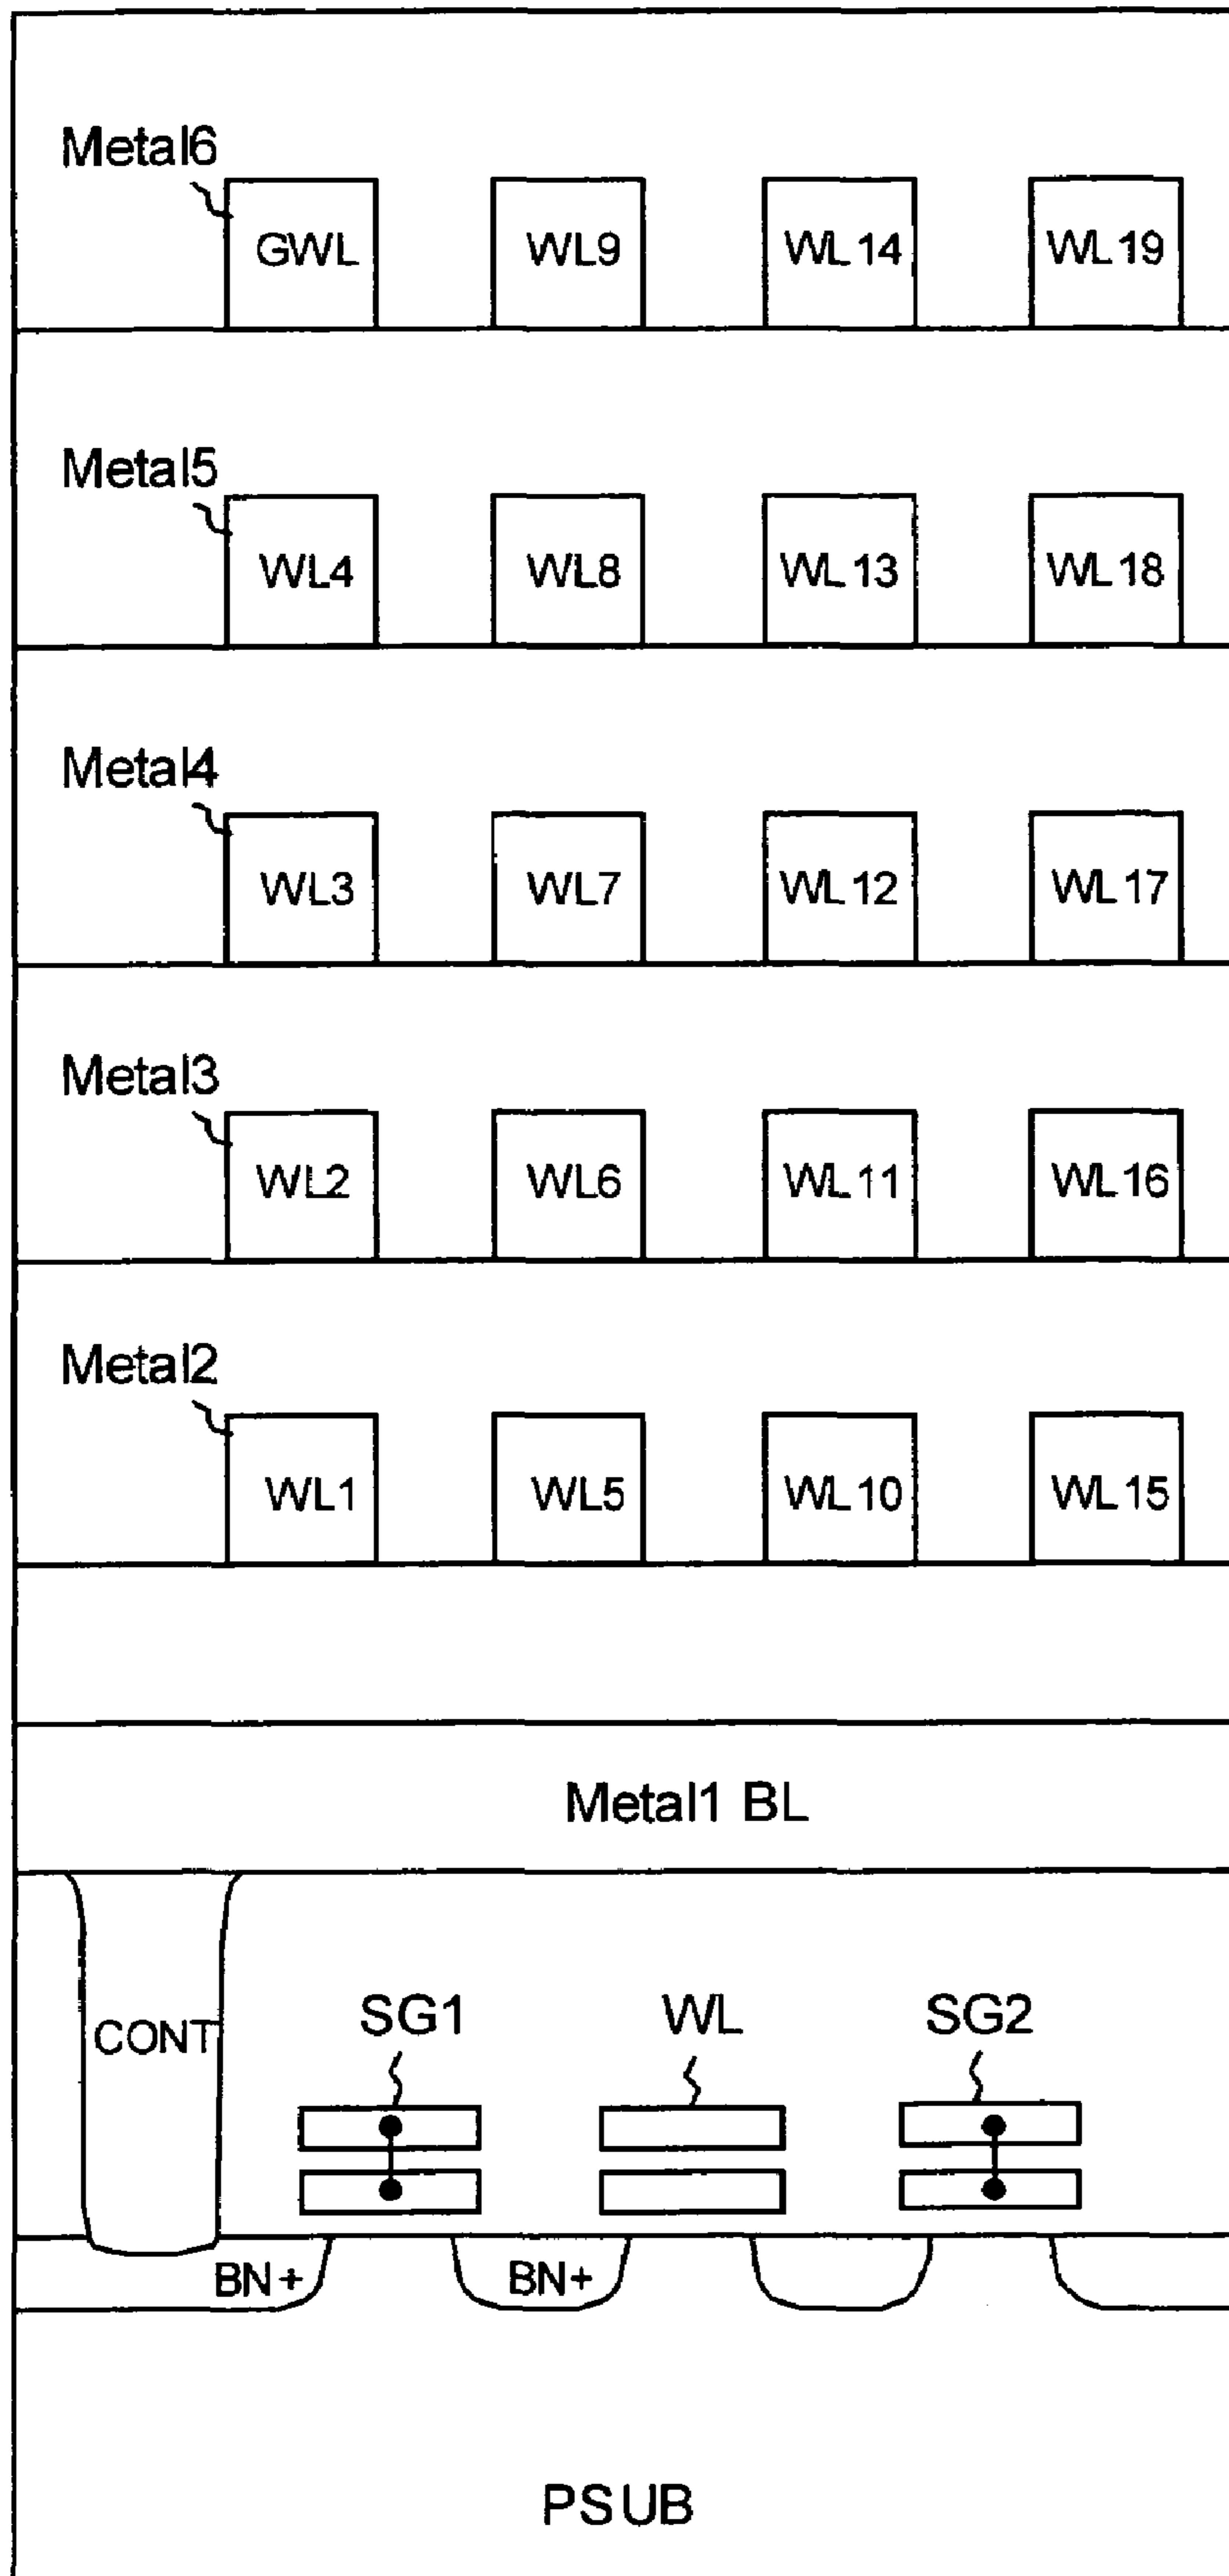 Metal6
GWL WL9 WL14 WL19
Metal5
WL4 WL8 WL13 WL18
Metal4
WL3 WL7 WL12 WL17
Metal3
WL2 WL6 WL11 WL16
Metal2
WL1 WL5 WL10 WL15
Metal1 BL
CONT SG1 WL SG2
BN+ BN+
PSUB